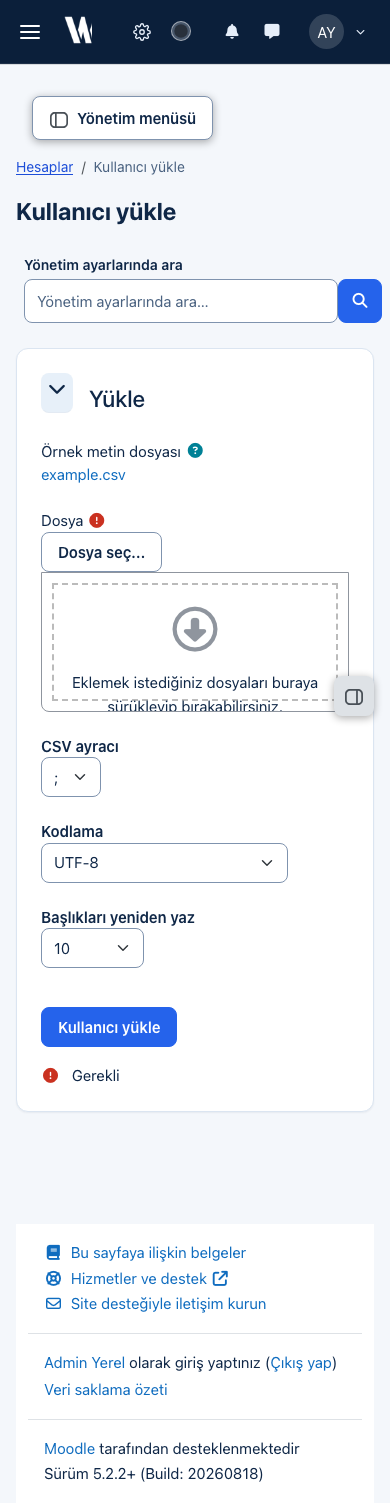 AY
Yönetim menüsü
Hesaplar / Kullanıcı yükle
Kullanıcı yükle
Yönetim ayarlarında ara
Yönetim ayarlarında ara...
Yükle
Örnek metin dosyası
example.csv
Dosya
Dosya seç...
Eklemek istediğiniz dosyaları buraya
sürükleyip bırakabilirsiniz.
CSV ayracı
;
Kodlama
UTF-8
Başlıkları yeniden yaz
10
Kullanıcı yükle
Gerekli
Bu sayfaya ilişkin belgeler
Hizmetler ve destek
Site desteğiyle iletişim kurun
Admin Yerel olarak giriş yaptınız (Çıkış yap)
Veri saklama özeti
Moodle tarafından desteklenmektedir
Sürüm 5.2.2+ (Build: 20260818)